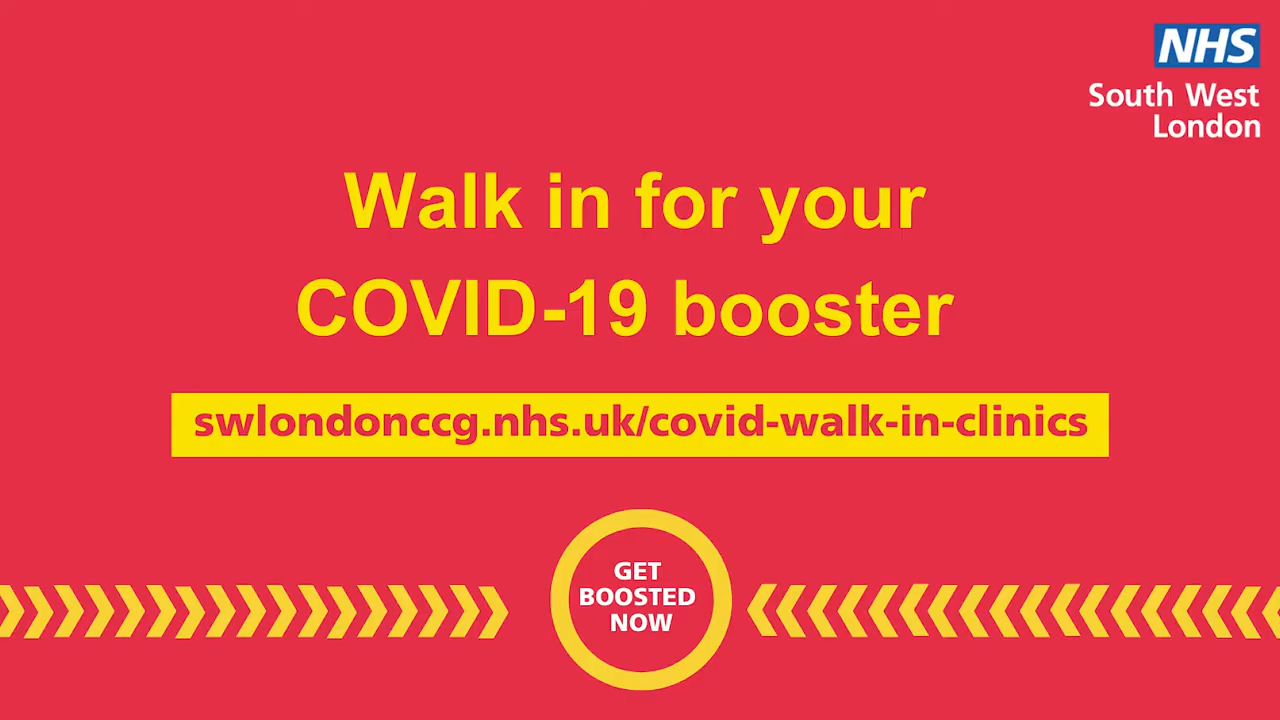 NHS
South West
London
Walk in for your
COVID-19 booster
swlondonccg.nhs.uk/covid-walk-in-clinics
GET
BOOSTED
NOW